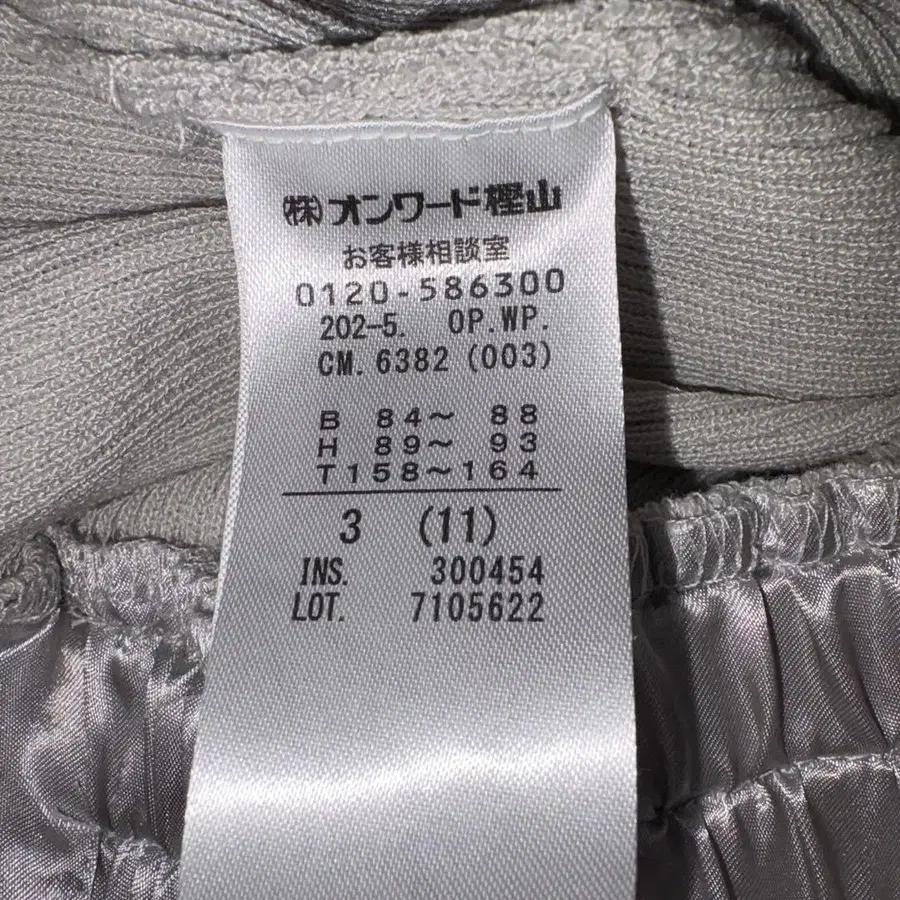 ㈱オンワード樫山
お客様相談室
0120-586300
202-5. OP.WP.
CM.6382(003)
B 84～ 88
H 89～ 93
T158～164
3 (11)
INS. 300454
LOT. 7105622